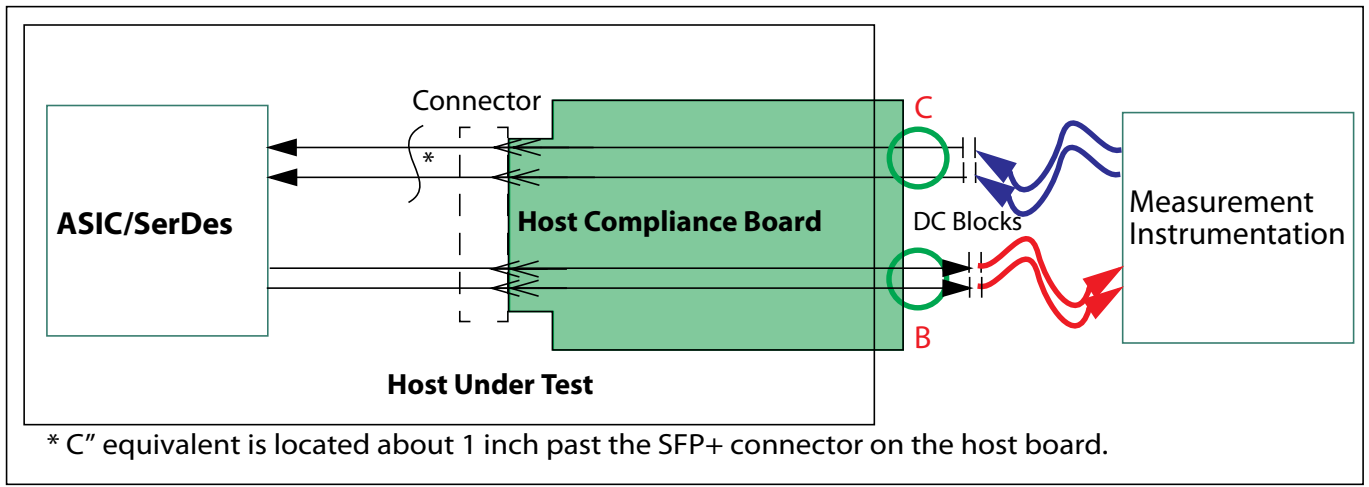 Connector
C
*
ASIC/SerDes
Host Compliance Board
DC Blocks
Measurement
Instrumentation
B
Host Under Test
* C” equivalent is located about 1 inch past the SFP+ connector on the host board.